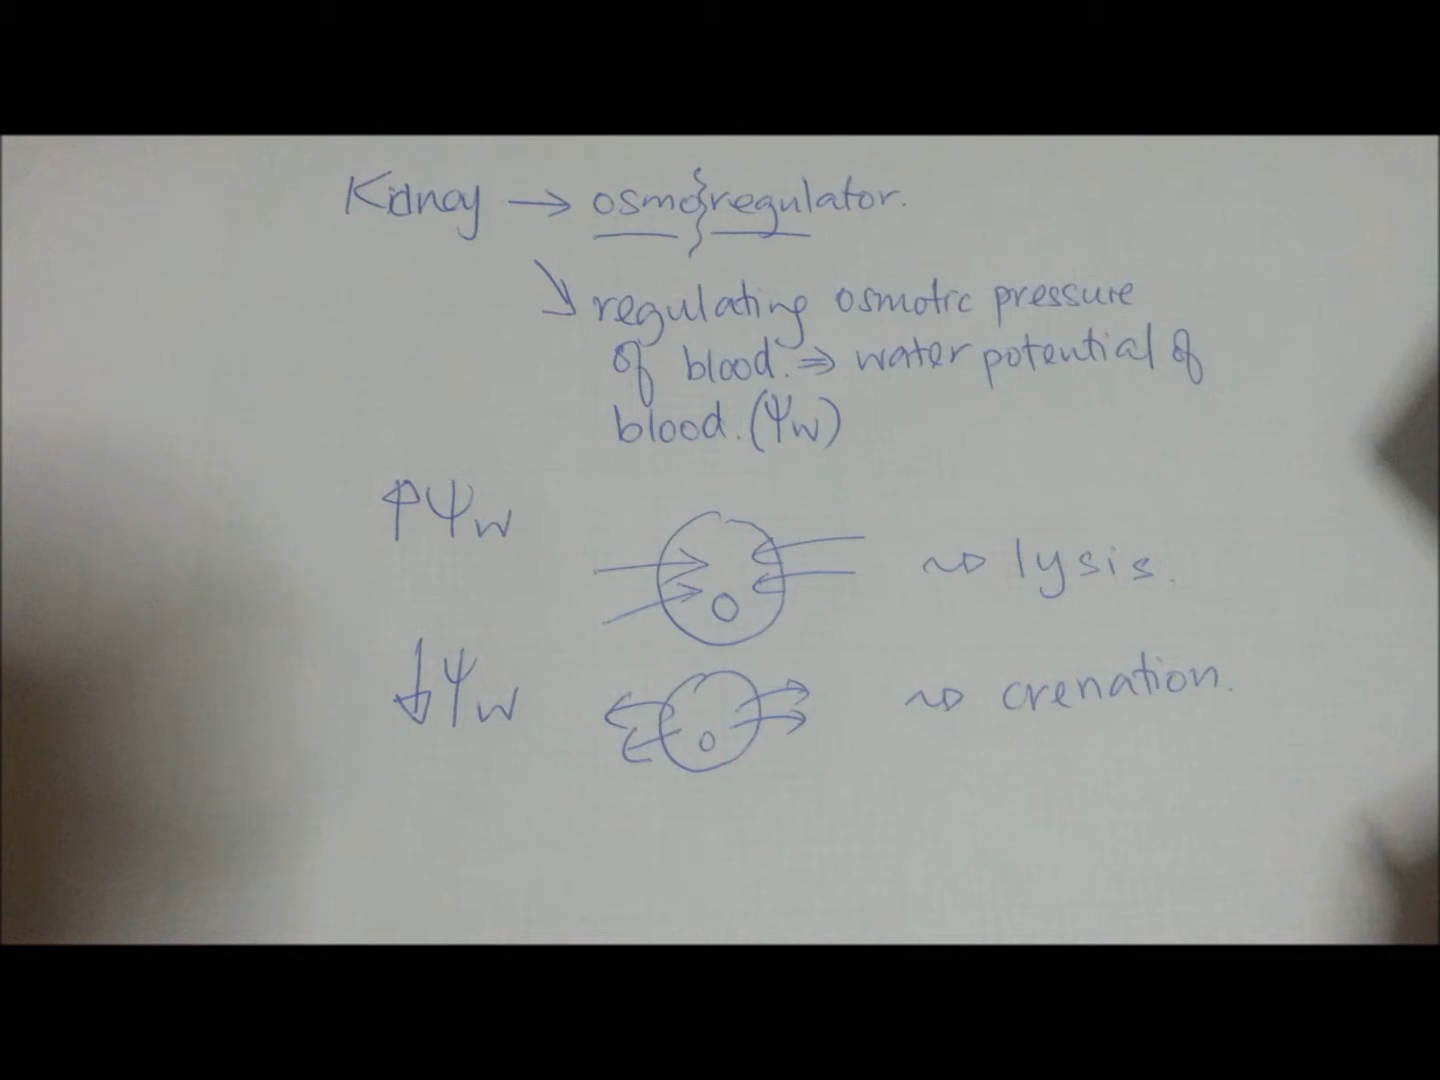 Kidney → osmo}regulator.
↘ regulating osmotic pressure
of blood. ⇒ water potential of
blood. (Ψw)
↑Ψw ⇝ lysis.
↓Ψw ⇝ crenation.